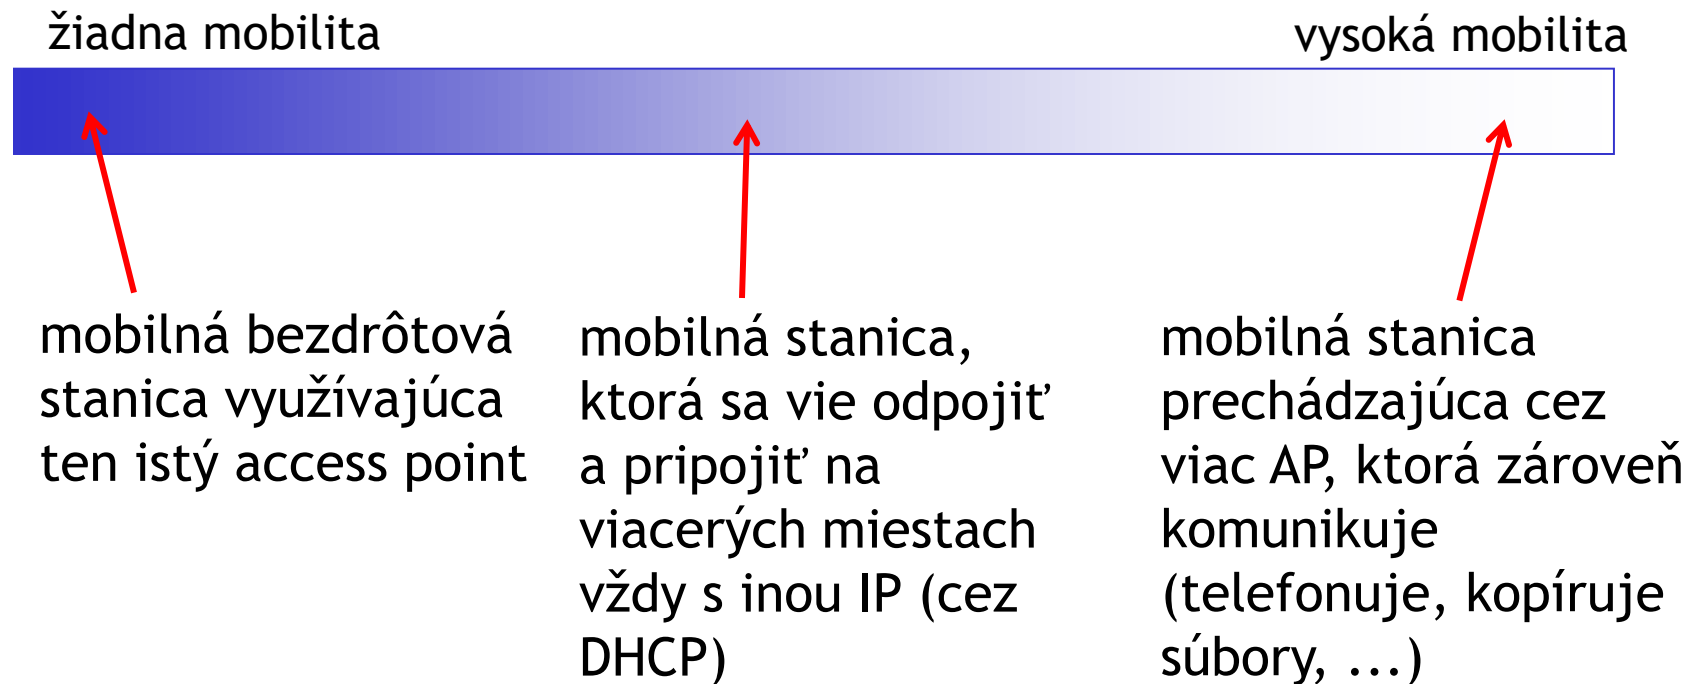 žiadna mobilita
vysoká mobilita
mobilná bezdrôtová
stanica využívajúca
ten istý access point
mobilná stanica,
ktorá sa vie odpojiť
a pripojiť na
viacerých miestach
vždy s inou IP (cez
DHCP)
mobilná stanica
prechádzajúca cez
viac AP, ktorá zároveň
komunikuje
(telefonuje, kopíruje
súbory, ...)